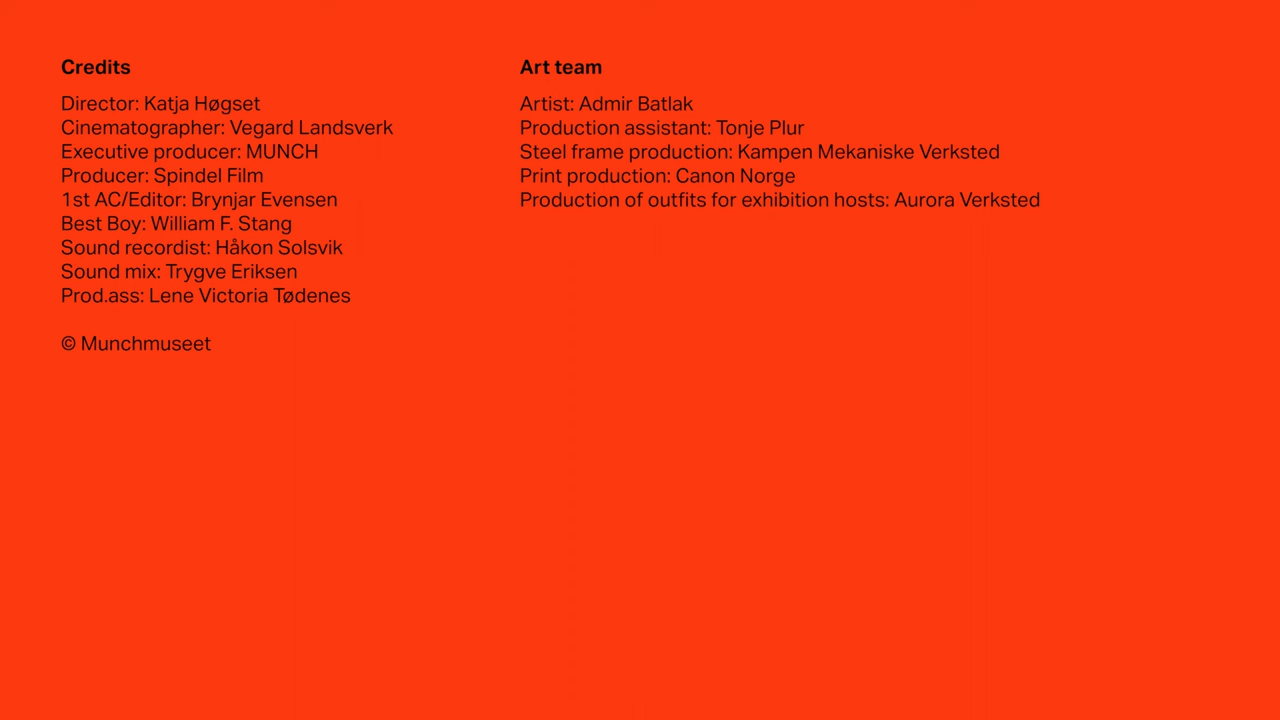 Credits
Director: Katja Høgset
Cinematographer: Vegard Landsverk
Executive producer: MUNCH
Producer: Spindel Film
1st AC/Editor: Brynjar Evensen
Best Boy: William F. Stang
Sound recordist: Håkon Solsvik
Sound mix: Trygve Eriksen
Prod.ass: Lene Victoria Tødenes
© Munchmuseet
Art team
Artist: Admir Batlak
Production assistant: Tonje Plur
Steel frame production: Kampen Mekaniske Verksted
Print production: Canon Norge
Production of outfits for exhibition hosts: Aurora Verksted